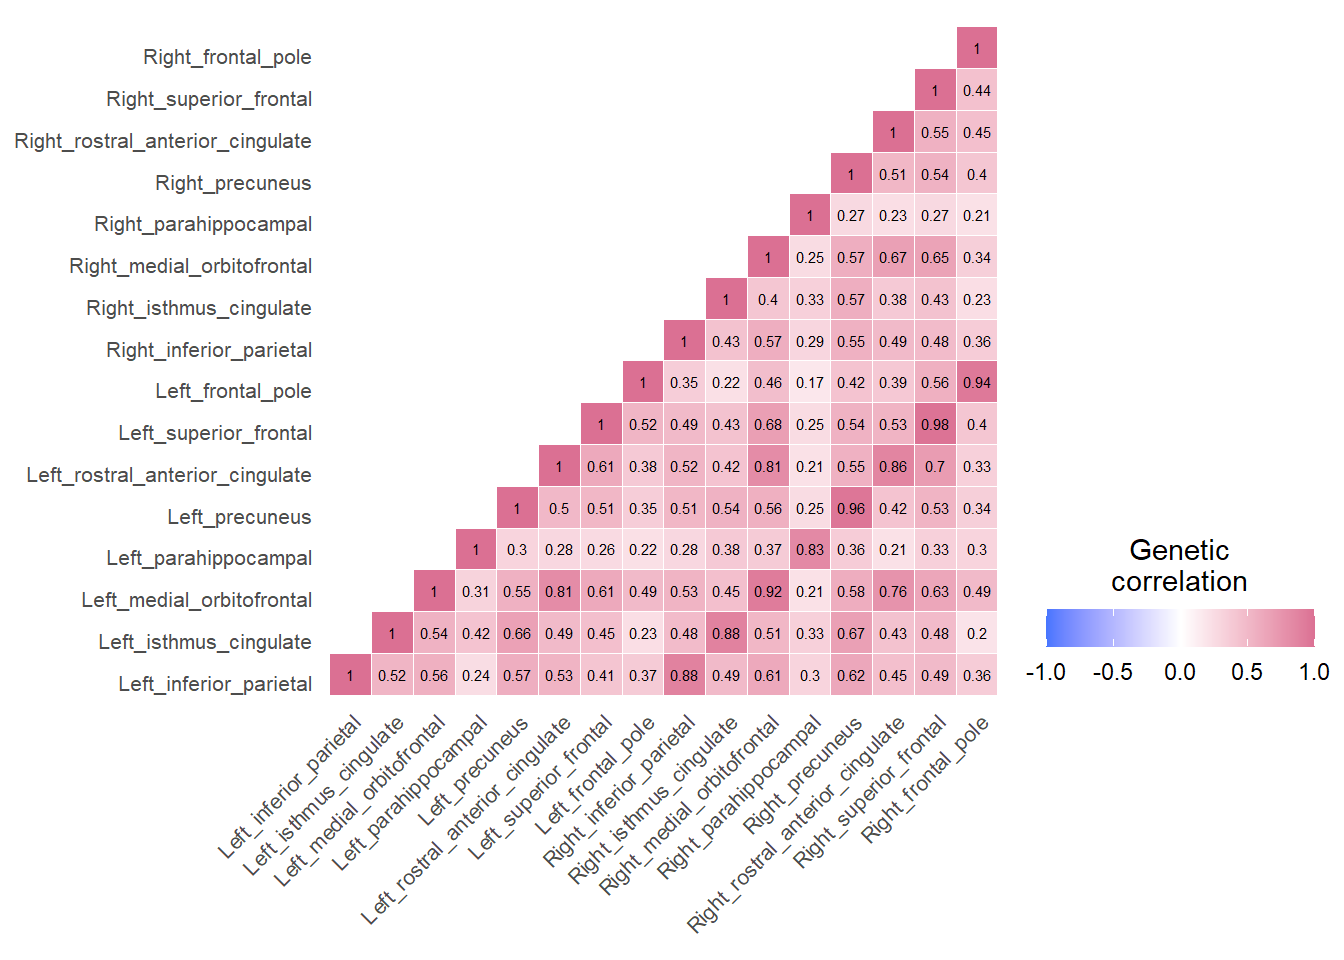 Right_frontal_pole 1
Right_superior_frontal 1 0.44
Right_rostral_anterior_cingulate 1 0.55 0.45
Right_precuneus 1 0.51 0.54 0.4
Right_parahippocampal 1 0.27 0.23 0.27 0.21
Right_medial_orbitofrontal 1 0.25 0.57 0.67 0.65 0.34
Right_isthmus_cingulate 1 0.4 0.33 0.57 0.38 0.43 0.23
Right_inferior_parietal 1 0.43 0.57 0.29 0.55 0.49 0.48 0.36
Left_frontal_pole 1 0.35 0.22 0.46 0.17 0.42 0.39 0.56 0.94
Left_superior_frontal 1 0.52 0.49 0.43 0.68 0.25 0.54 0.53 0.98 0.4
Left_rostral_anterior_cingulate 1 0.61 0.38 0.52 0.42 0.81 0.21 0.55 0.86 0.7 0.33
Left_precuneus 1 0.5 0.51 0.35 0.51 0.54 0.56 0.25 0.96 0.42 0.53 0.34
Left_parahippocampal 1 0.3 0.28 0.26 0.22 0.28 0.38 0.37 0.83 0.36 0.21 0.33 0.3
Left_medial_orbitofrontal 1 0.31 0.55 0.81 0.61 0.49 0.53 0.45 0.92 0.21 0.58 0.76 0.63 0.49
Left_isthmus_cingulate 1 0.54 0.42 0.66 0.49 0.45 0.23 0.48 0.88 0.51 0.33 0.67 0.43 0.48 0.2
Left_inferior_parietal 1 0.52 0.56 0.24 0.57 0.53 0.41 0.37 0.88 0.49 0.61 0.3 0.62 0.45 0.49 0.36
Left_inferior_parietal
Left_isthmus_cingulate
Left_medial_orbitofrontal
Left_parahippocampal
Left_precuneus
Left_rostral_anterior_cingulate
Left_superior_frontal
Left_frontal_pole
Right_inferior_parietal
Right_isthmus_cingulate
Right_medial_orbitofrontal
Right_parahippocampal
Right_precuneus
Right_rostral_anterior_cingulate
Right_superior_frontal
Right_frontal_pole
Genetic
correlation
-1.0 -0.5 0.0 0.5 1.0